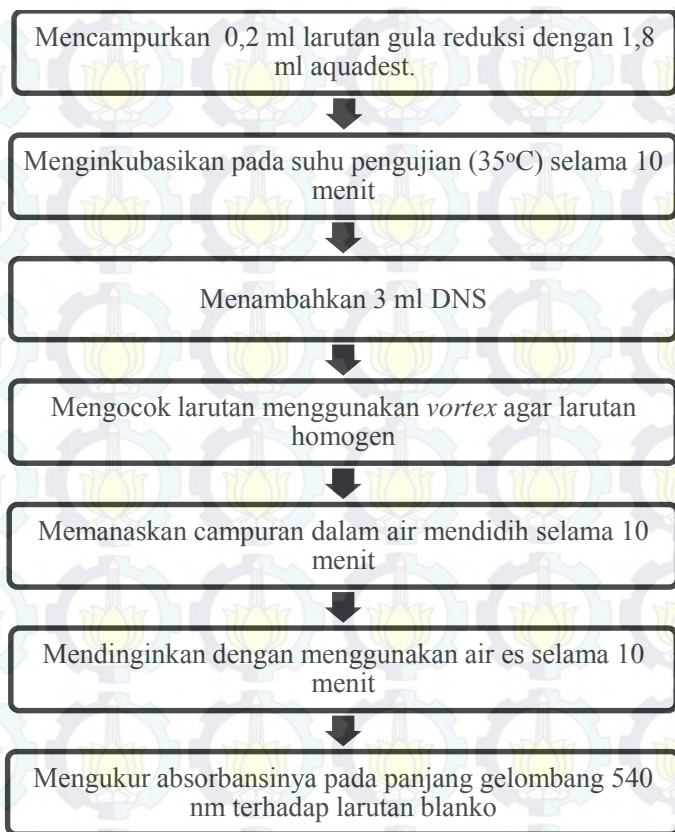 Mencampurkan 0,2 ml larutan gula reduksi dengan 1,8
ml aquadest.
Menginkubasikan pada suhu pengujian (35ºC) selama 10
menit
Menambahkan 3 ml DNS
Mengocok larutan menggunakan vortex agar larutan
homogen
Memanaskan campuran dalam air mendidih selama 10
menit
Mendinginkan dengan menggunakan air es selama 10
menit
Mengukur absorbansinya pada panjang gelombang 540
nm terhadap larutan blanko